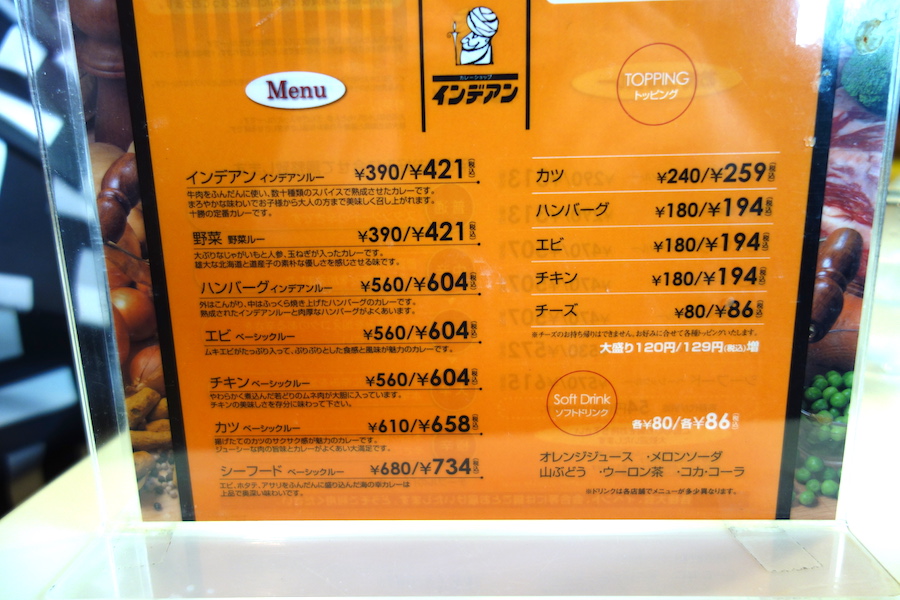 カレーショップ
インデアン
Menu
インデアン インデアンルー ¥390/¥421(税込)
牛肉をふんだんに使い、数十種類のスパイスで熟成させたカレーです。
まろやかな味わいでお子様から大人の方まで美味しく召し上がれます。
十勝の定番カレーです。
野菜 野菜ルー ¥390/¥421(税込)
大ぶりなじゃがいもと人参、玉ねぎが入ったカレーです。
雄大な北海道と道産子の素朴な優しさを感じさせる味です。
ハンバーグ インデアンルー ¥560/¥604(税込)
外はこんがり、中はふっくら焼き上げたハンバーグのカレーです。
熟成されたインデアンルーと肉厚なハンバーグがよくあいます。
エビ ベーシックルー ¥560/¥604(税込)
ムキエビがたっぷり入って、ぷりぷりとした食感と風味が魅力のカレーです。
チキン ベーシックルー ¥560/¥604(税込)
やわらかく煮込んだ若どりのモモ肉が大胆に入っています。
チキンの美味しさを存分に味わって下さい。
カツ ベーシックルー ¥610/¥658(税込)
揚げたてのカツのサクサク感が魅力のカレーです。
ジューシーな肉の旨味とカレーがよくあい大満足です。
シーフード ベーシックルー ¥680/¥734(税込)
エビ、ホタテ、アサリをふんだんに盛り込んだ海の幸カレーは
上品で奥深い味わいです。
TOPPING
トッピング
カツ ¥240/¥259(税込)
ハンバーグ ¥180/¥194(税込)
エビ ¥180/¥194(税込)
チキン ¥180/¥194(税込)
チーズ ¥80/¥86(税込)
※チーズのお持ち帰りはできません。お好みに合せて各種トッピングいたします。
大盛り120円/129円(税込)増
Soft Drink
ソフトドリンク
各¥80/各¥86(税込)
オレンジジュース ・メロンソーダ
山ぶどう ・ウーロン茶 ・コカ・コーラ
※ドリンクは各店舗でメニューが多少異なります。